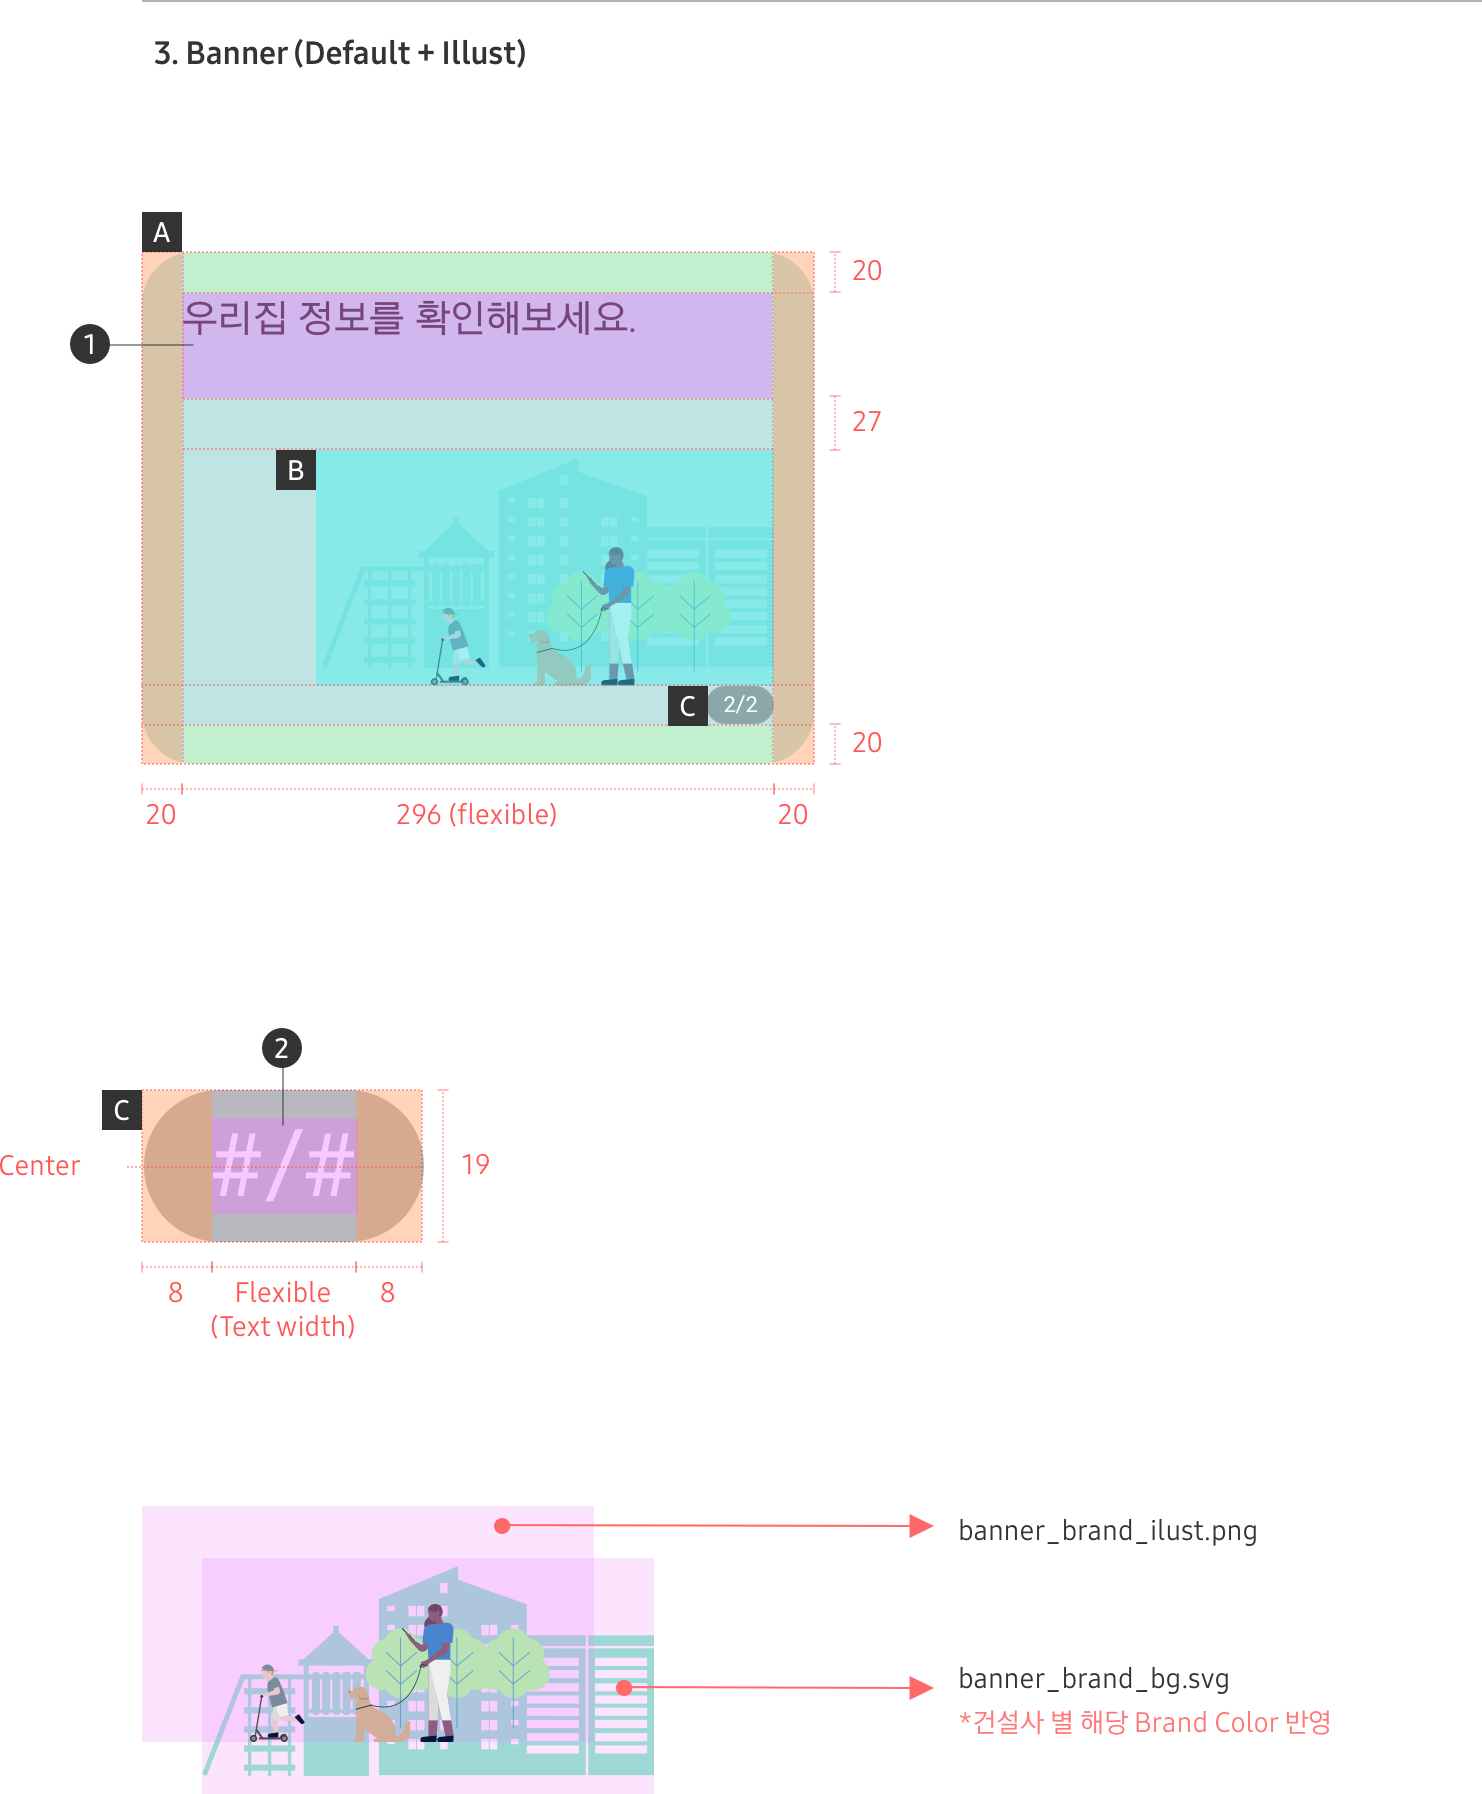 3. Banner (Default + Illust)
A
20
우리집 정보를 확인해보세요.
1
27
B
C
2/2
20
20
296 (flexible)
20
2
C
#/#
Center
19
8
Flexible
8
(Text width)
banner_brand_ilust.png
banner_brand_bg.svg
*건설사 별 해당 Brand Color 반영